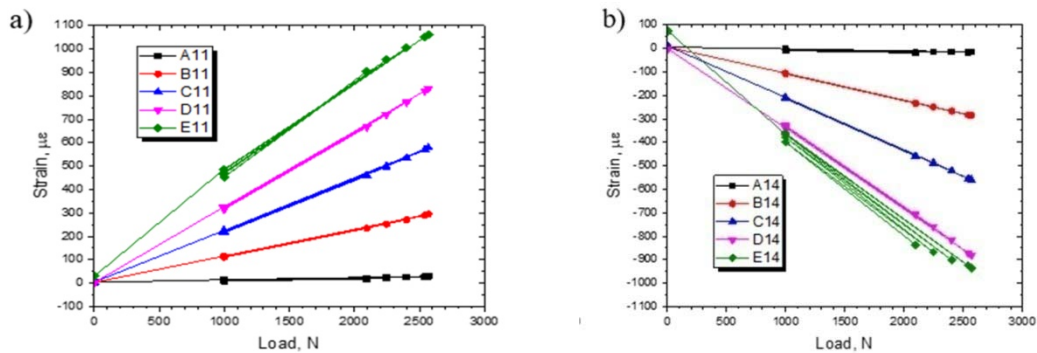 a)
1100
1000
900
800
700
600
500
400
300
200
100
0
-100
Strain, με
A11
B11
C11
D11
E11
0 500 1000 1500 2000 2500 3000
Load, N
b)
100
0
-100
-200
-300
-400
-500
-600
-700
-800
-900
-1000
-1100
Strain, με
A14
B14
C14
D14
E14
0 500 1000 1500 2000 2500 3000
Load, N